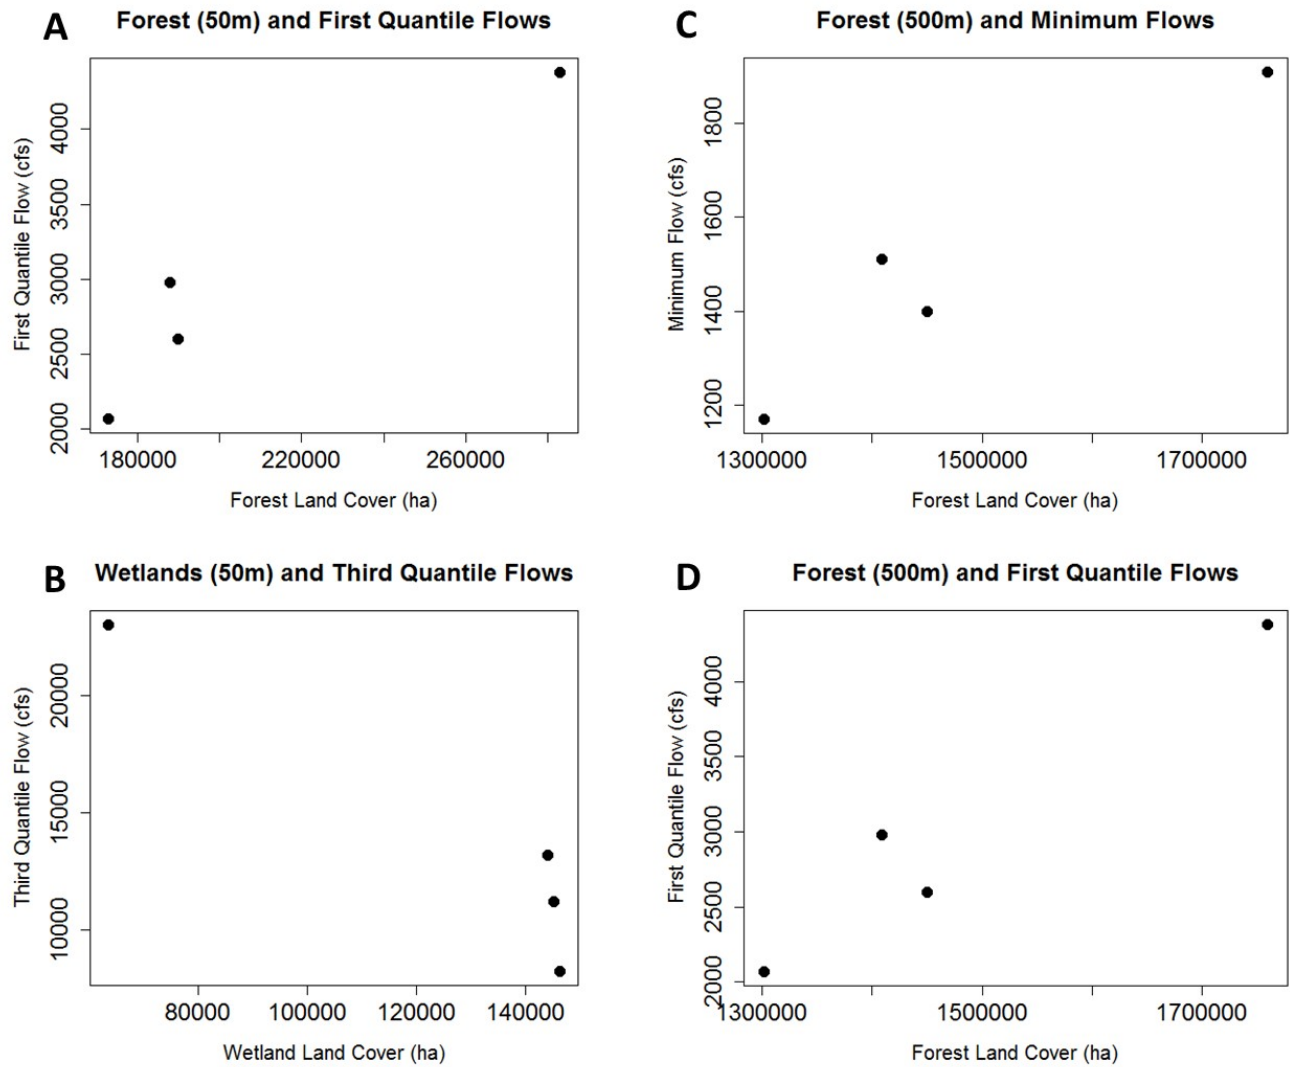 A
Forest (50m) and First Quantile Flows
First Quantile Flow (cfs)
4000
3500
3000
2500
2000
180000
220000
260000
Forest Land Cover (ha)
C
Forest (500m) and Minimum Flows
Minimum Flow (cfs)
1800
1600
1400
1200
1300000
1500000
1700000
Forest Land Cover (ha)
B
Wetlands (50m) and Third Quantile Flows
Third Quantile Flow (cfs)
20000
15000
10000
80000
100000
120000
140000
Wetland Land Cover (ha)
D
Forest (500m) and First Quantile Flows
First Quantile Flow (cfs)
4000
3500
3000
2500
2000
1300000
1500000
1700000
Forest Land Cover (ha)